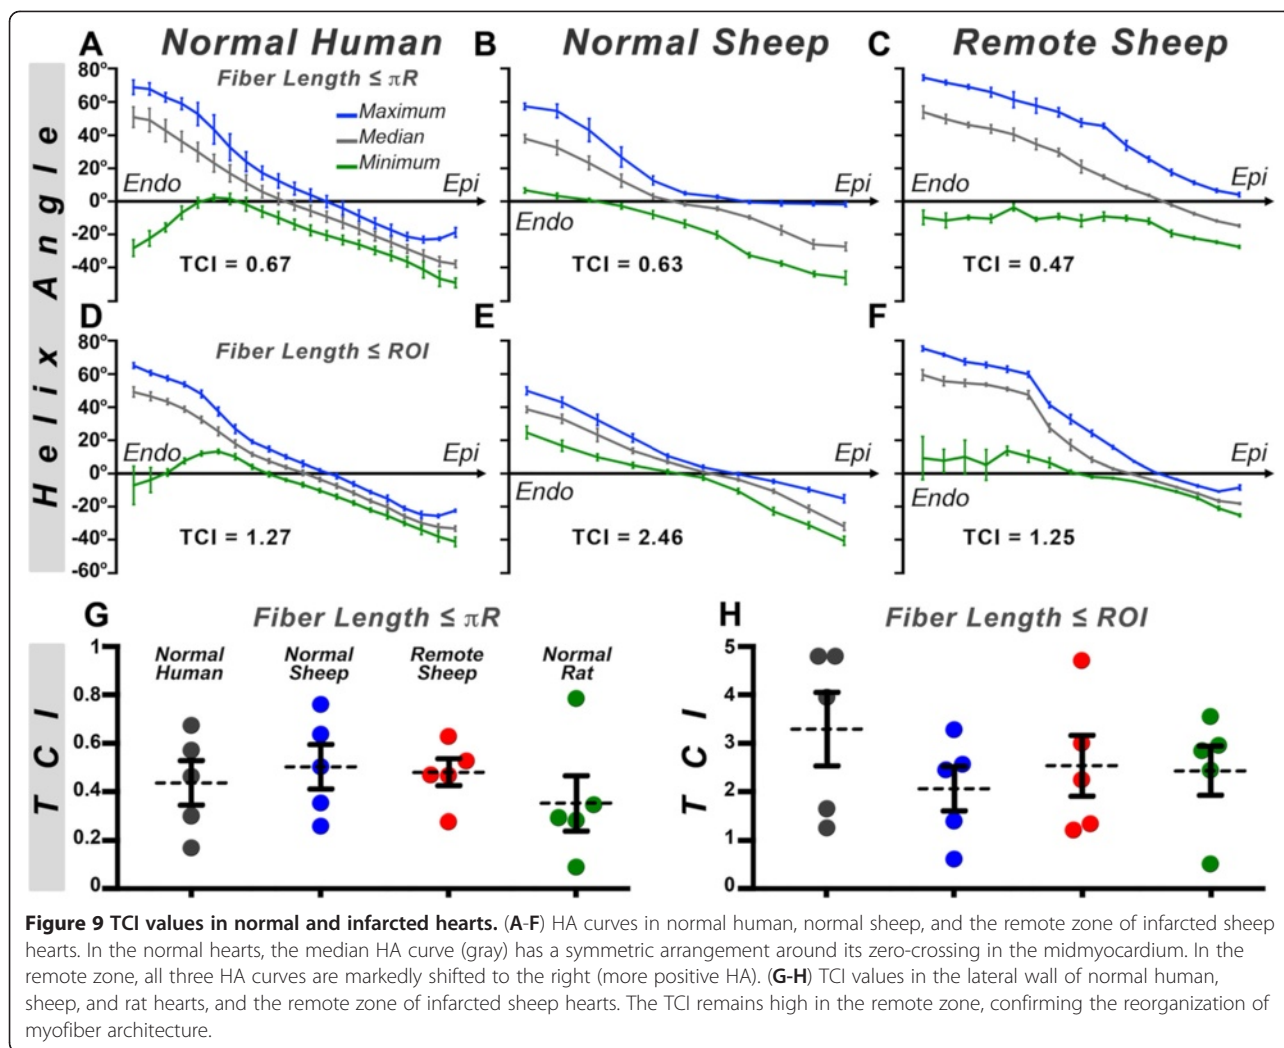 A Normal Human B Normal Sheep C Remote Sheep
Helix Angle
80°
60°
40°
20°
0°
-20°
-40°
Fiber Length ≤ πR
Maximum
Median
Minimum
Endo Epi
TCI = 0.67
Endo Epi
TCI = 0.63
Endo Epi
TCI = 0.47
D E F
80°
60°
40°
20°
0°
-20°
-40°
-60°
Fiber Length ≤ ROI
Endo Epi
TCI = 1.27
Endo Epi
TCI = 2.46
Endo Epi
TCI = 1.25
G Fiber Length ≤ πR
TCI
1
0.8
0.6
0.4
0.2
0
Normal
Human
Normal
Sheep
Remote
Sheep
Normal
Rat
H Fiber Length ≤ ROI
TCI
5
4
3
2
1
0
Figure 9 TCI values in normal and infarcted hearts. (A-F) HA curves in normal human, normal sheep, and the remote zone of infarcted sheep
hearts. In the normal hearts, the median HA curve (gray) has a symmetric arrangement around its zero-crossing in the midmyocardium. In the
remote zone, all three HA curves are markedly shifted to the right (more positive HA). (G-H) TCI values in the lateral wall of normal human,
sheep, and rat hearts, and the remote zone of infarcted sheep hearts. The TCI remains high in the remote zone, confirming the reorganization of
myofiber architecture.